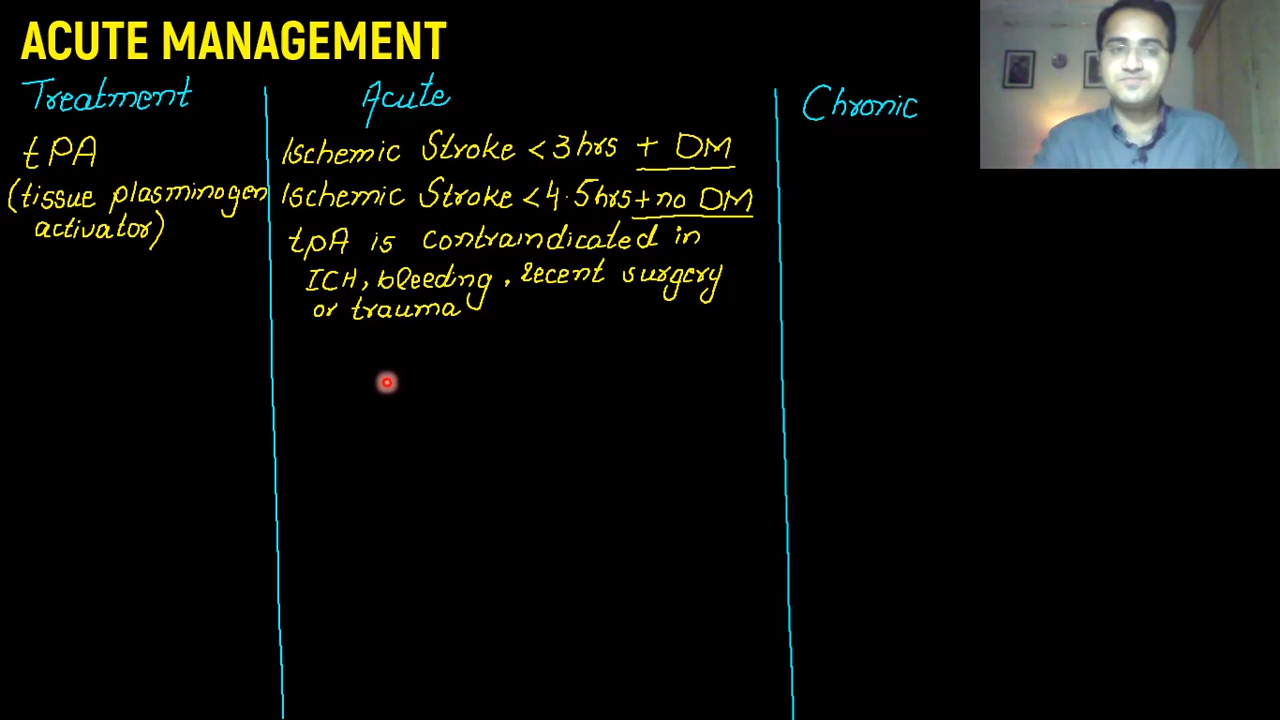 ACUTE MANAGEMENT
Treatment
Acute
Chronic
tPA
(tissue plasminogen
activator)
Ischemic Stroke < 3 hrs + DM
Ischemic Stroke < 4.5 hrs + no DM
tpA is contraindicated in
ICH, bleeding, recent surgery
or trauma